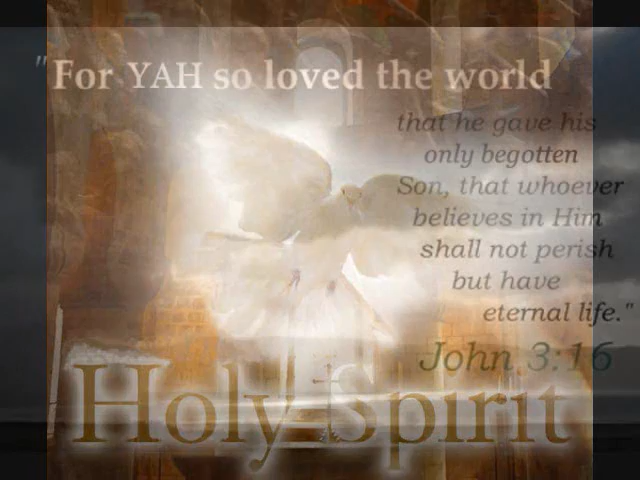 "For YAH so loved the world
that he gave his
only begotten
Son, that whoever
believes in Him
shall not perish
but have
eternal life."
John 3:16
Holy Spirit